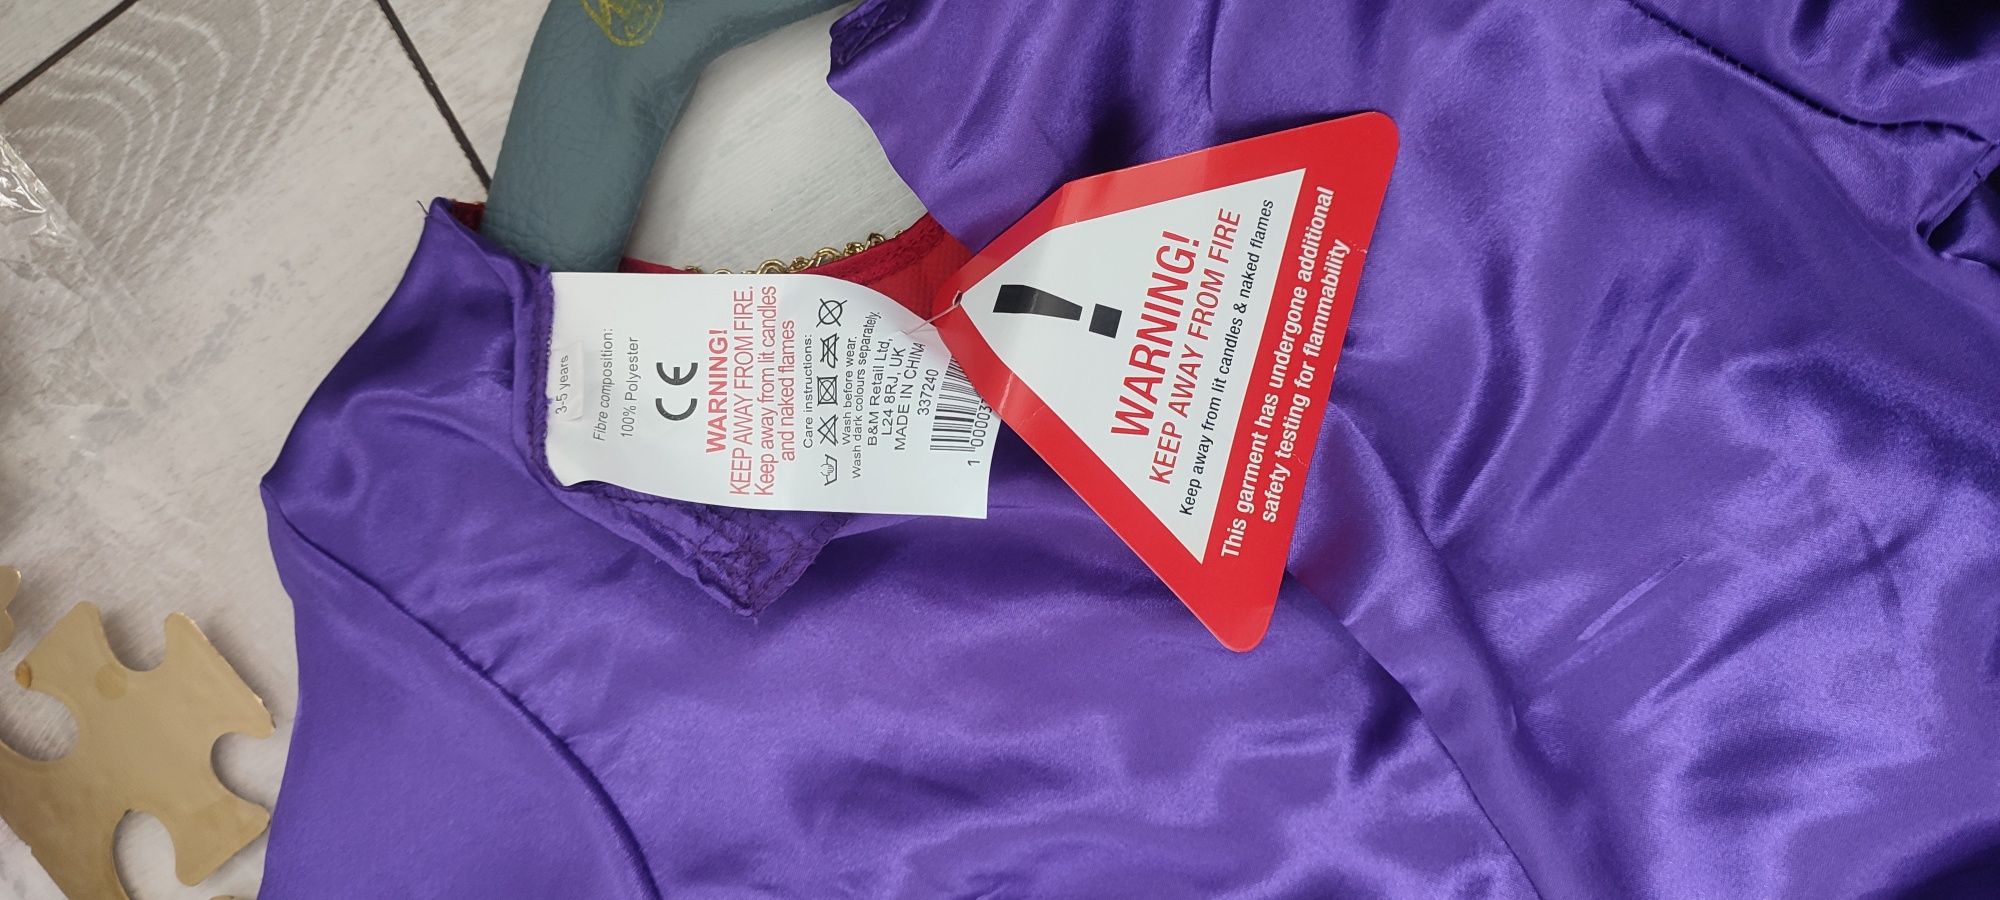 3-5 years
Fibre composition:
100% Polyester
CE
WARNING!
KEEP AWAY FROM FIRE.
Keep away from lit candles
and naked flames
Care instructions:
Wash before wear.
Wash dark colours separately.
B&M Retail Ltd,
L24 8RJ, UK
MADE IN CHINA
337240
!
WARNING!
KEEP AWAY FROM FIRE
Keep away from lit candles & naked flames
This garment has undergone additional
safety testing for flammability